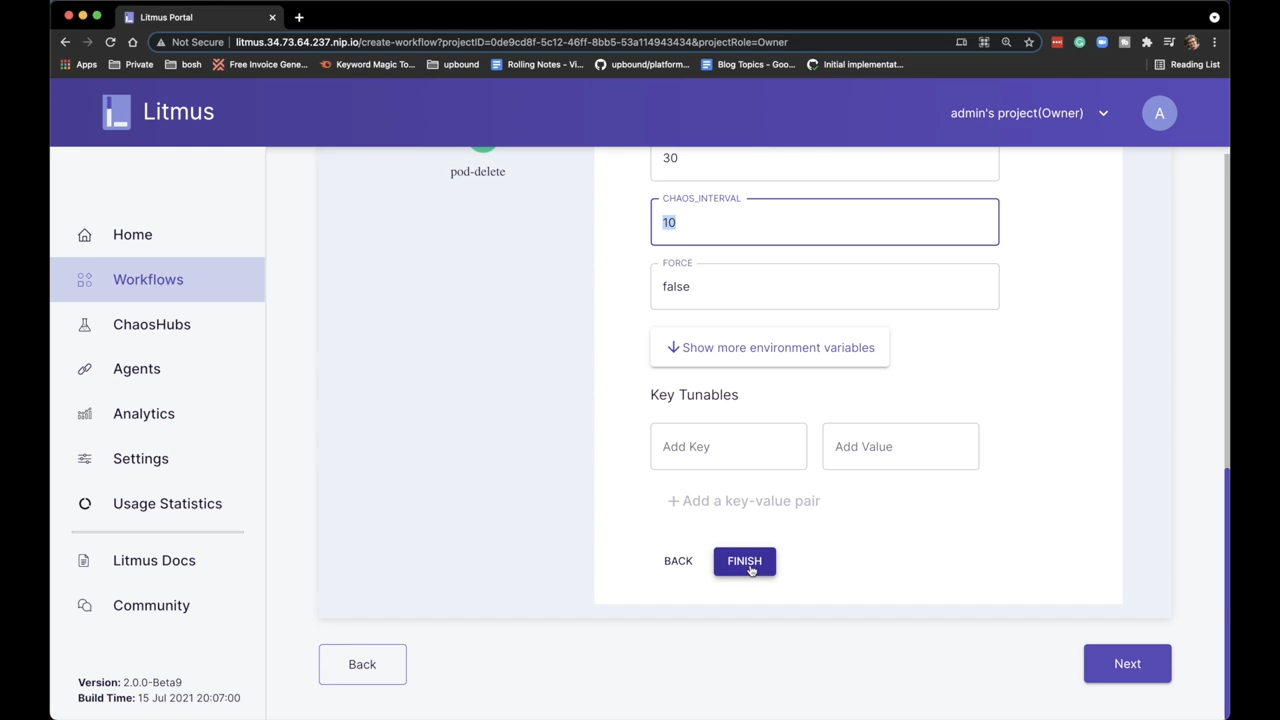 Litmus Portal
Not Secure litmus.34.73.64.237.nip.io/create-workflow?projectID=0de9cd8f-5c12-46ff-8bb5-53a114943434&projectRole=Owner
Apps Private bosh Free Invoice Gene... Keyword Magic To... upbound Rolling Notes - Vi... upbound/platform... Blog Topics - Goo... Initial implementat... Reading List
Litmus
admin's project(Owner)
A
Home
Workflows
ChaosHubs
Agents
Analytics
Settings
Usage Statistics
Litmus Docs
Community
Version: 2.0.0-Beta9
Build Time: 15 Jul 2021 20:07:00
pod-delete
30
CHAOS_INTERVAL
10
FORCE
false
Show more environment variables
Key Tunables
Add Key Add Value
+ Add a key-value pair
BACK FINISH
Back Next